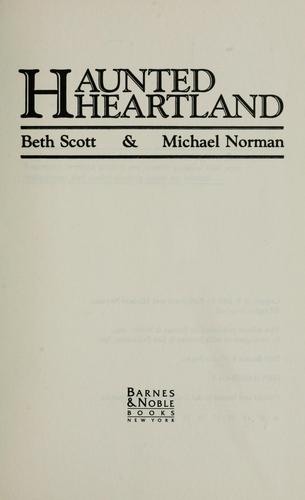 HAUNTED
HEARTLAND
Beth Scott & Michael Norman
BARNES
& NOBLE
BOOKS
NEW YORK